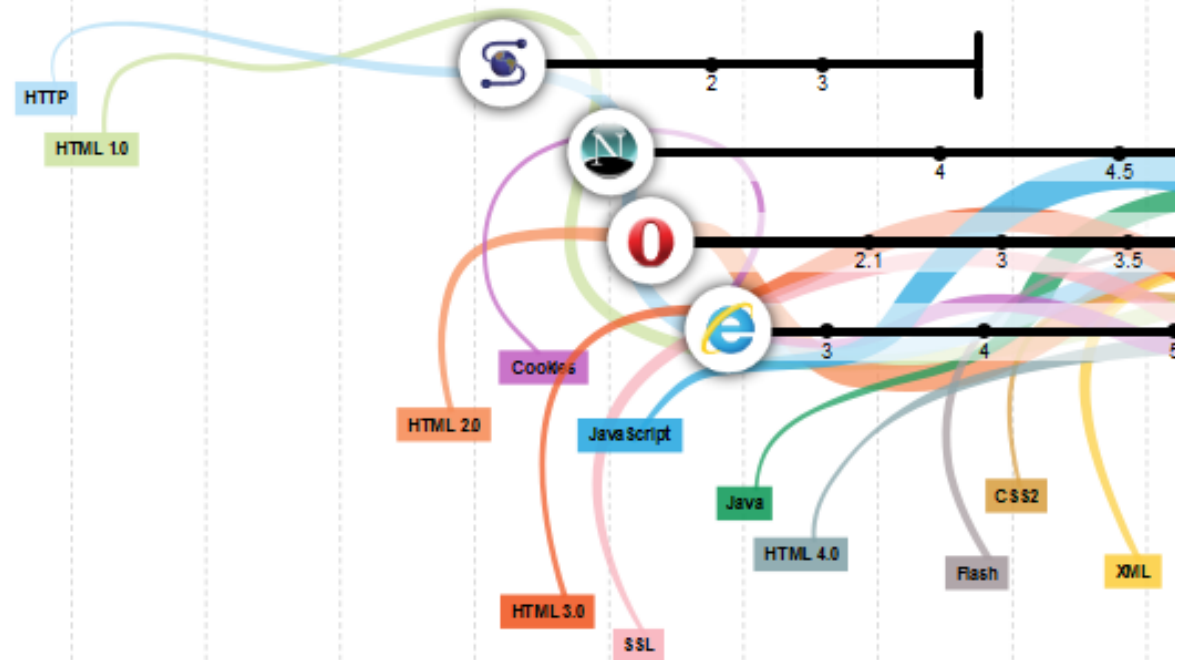 2
3
HTTP
HTML 1.0
N
4
4.5
O
2.1
3
3.5
e
3
4
5
Cookies
HTML 2.0
JavaScript
Java
CSS2
HTML 4.0
Flash
XML
HTML 3.0
SSL